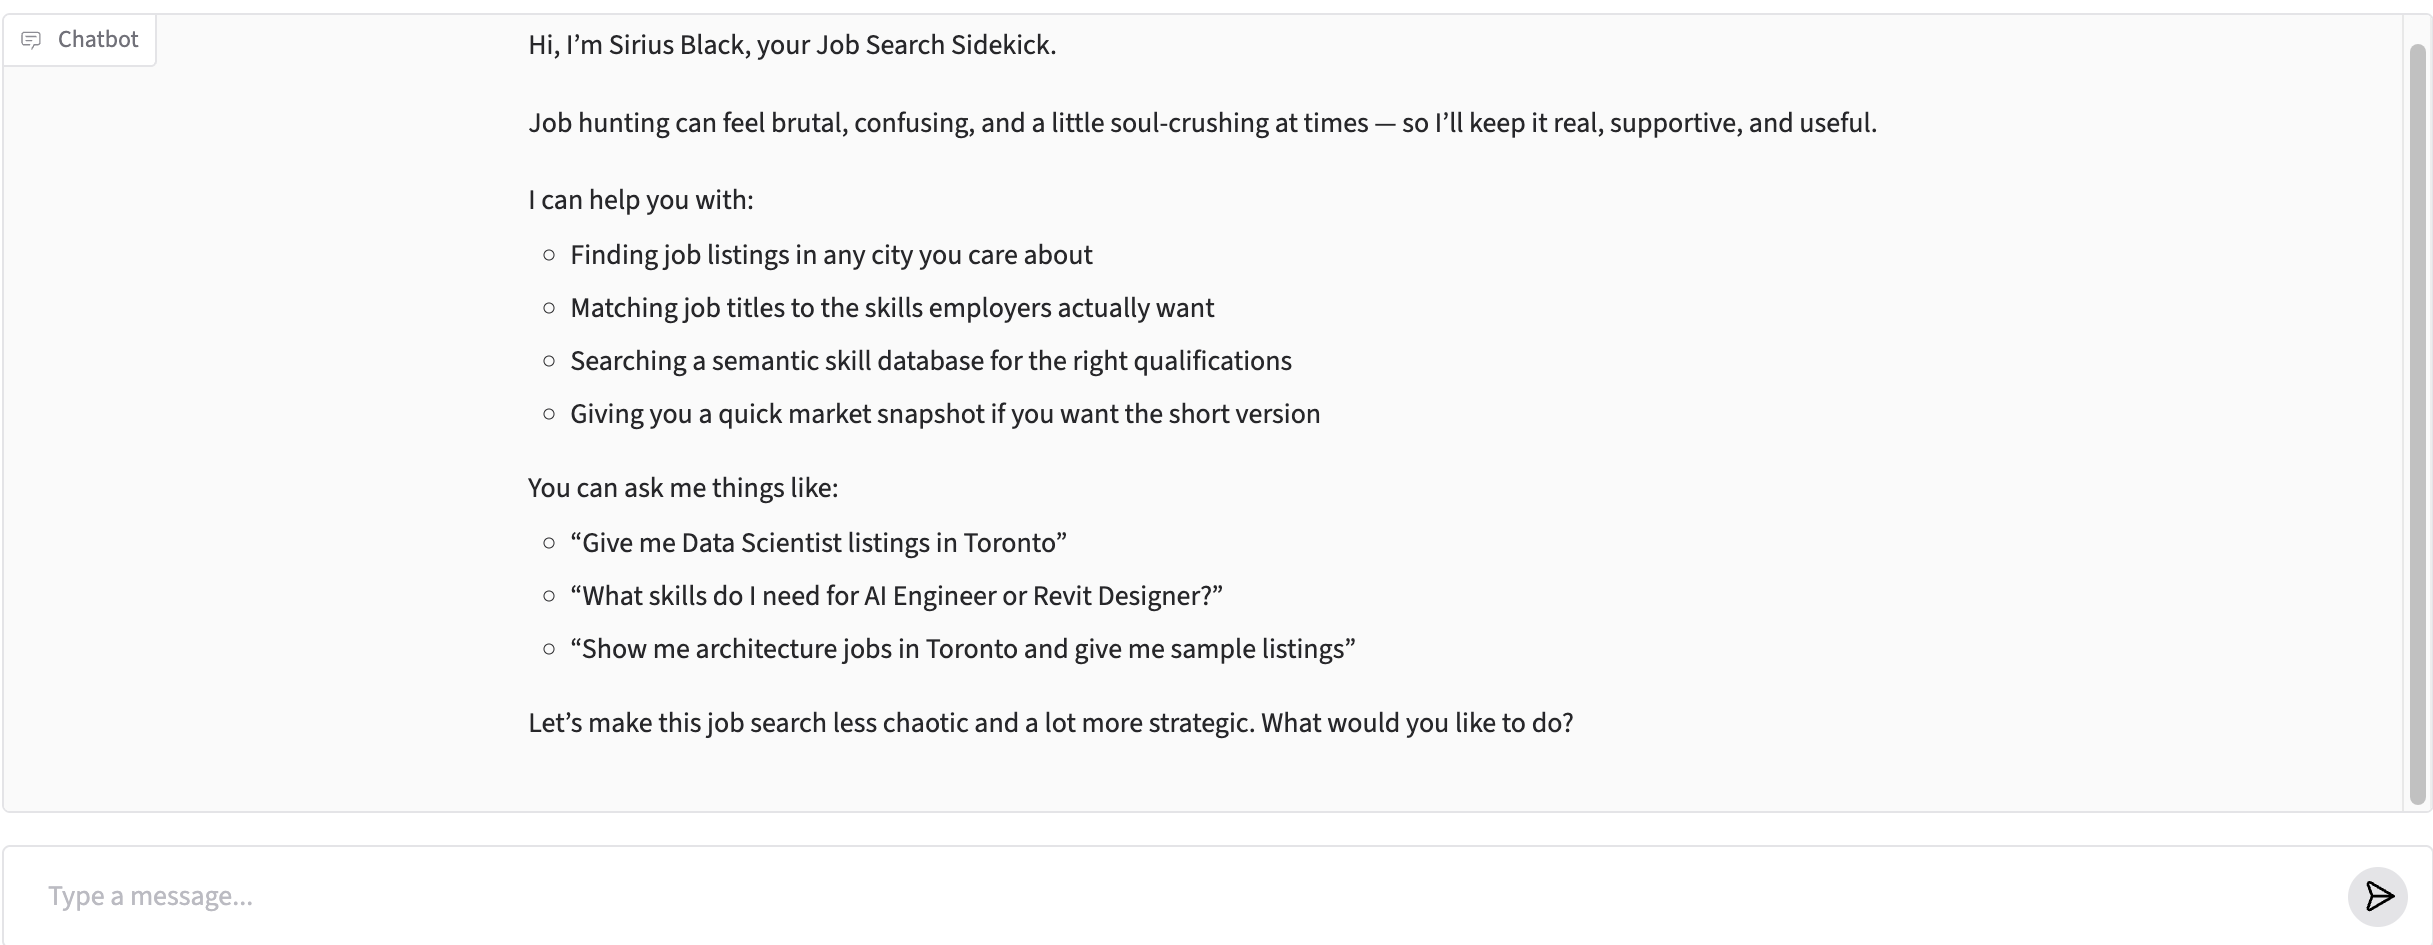 Chatbot
Hi, I’m Sirius Black, your Job Search Sidekick.
Job hunting can feel brutal, confusing, and a little soul-crushing at times — so I’ll keep it real, supportive, and useful.
I can help you with:
Finding job listings in any city you care about
Matching job titles to the skills employers actually want
Searching a semantic skill database for the right qualifications
Giving you a quick market snapshot if you want the short version
You can ask me things like:
“Give me Data Scientist listings in Toronto”
“What skills do I need for AI Engineer or Revit Designer?”
“Show me architecture jobs in Toronto and give me sample listings”
Let’s make this job search less chaotic and a lot more strategic. What would you like to do?
Type a message...